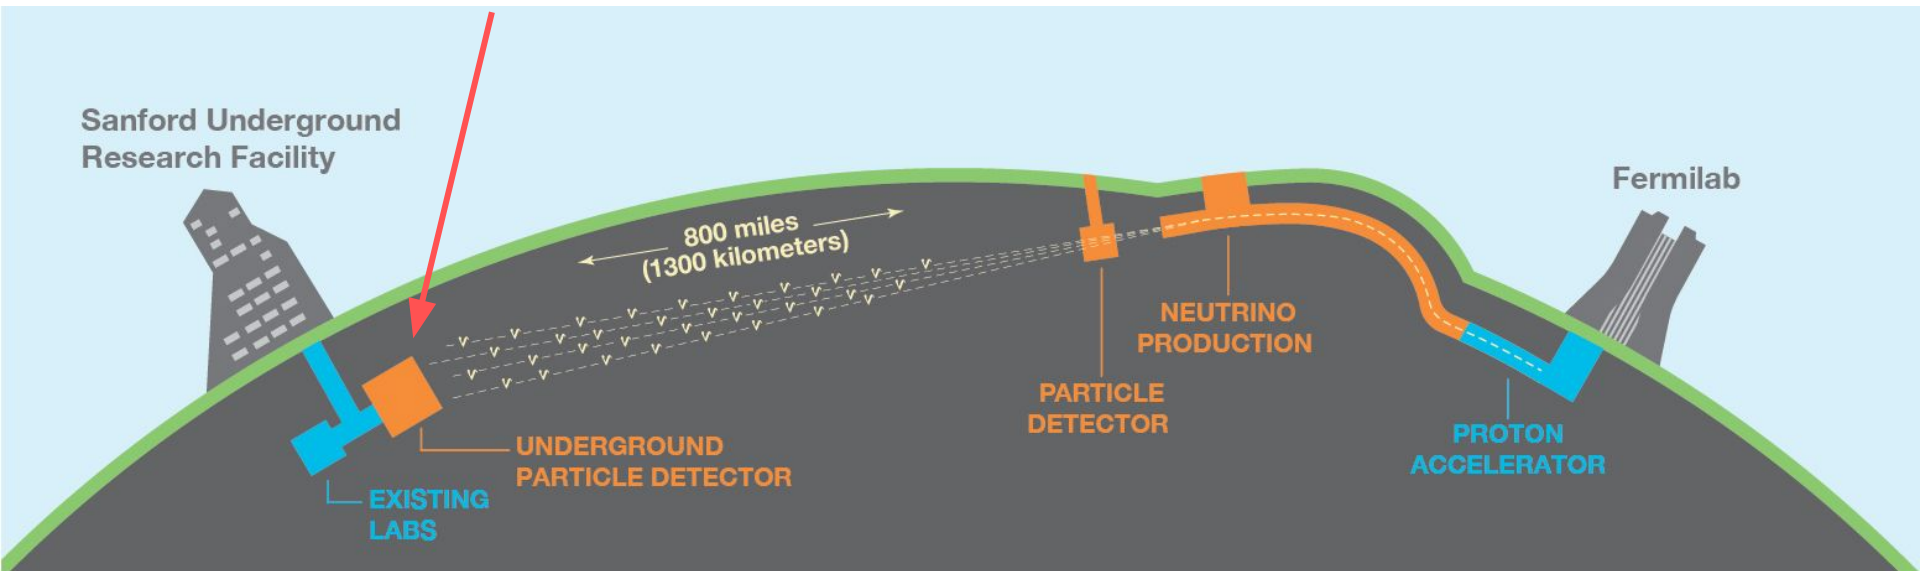 Sanford Underground
Research Facility
Fermilab
800 miles
(1300 kilometers)
NEUTRINO
PRODUCTION
PARTICLE
DETECTOR
PROTON
ACCELERATOR
UNDERGROUND
PARTICLE DETECTOR
EXISTING
LABS